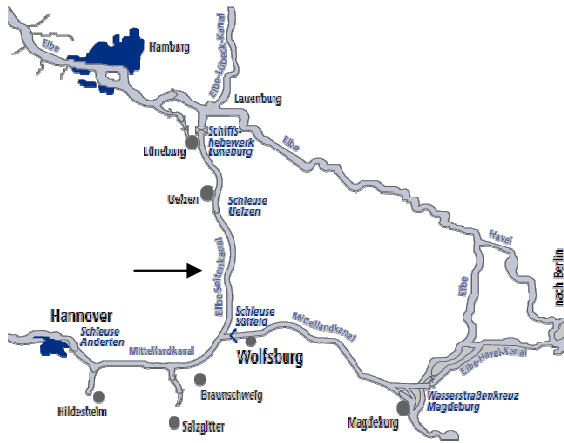 Elbe
Hamburg
Elbe-Lübeck-Kanal
Lauenburg
Schiffs-
hebewerk
Lüneburg
Lüneburg
Elbe
Uelzen
Schleuse
Uelzen
Havel
nach Berlin
Elbe-Seitenkanal
Elbe
Hannover
Schleuse
Anderten
Schleuse
Mittellandkanal
Mittellandkanal
Wolfsburg
Elbe-Havel-Kanal
Braunschweig
Hildesheim
Salzgitter
Wasserstraßenkreuz
Magdeburg
Magdeburg